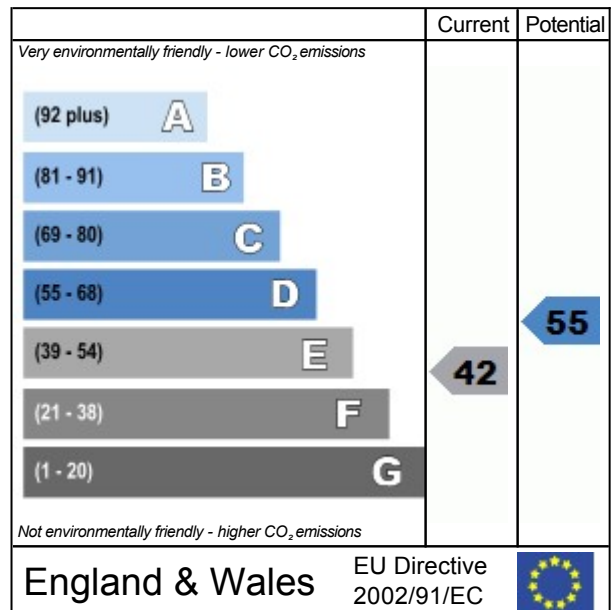 Current Potential
Very environmentally friendly - lower CO₂ emissions
(92 plus) A
(81 - 91) B
(69 - 80) C
(55 - 68) D
55
(39 - 54) E
42
(21 - 38) F
(1 - 20) G
Not environmentally friendly - higher CO₂ emissions
England & Wales
EU Directive
2002/91/EC